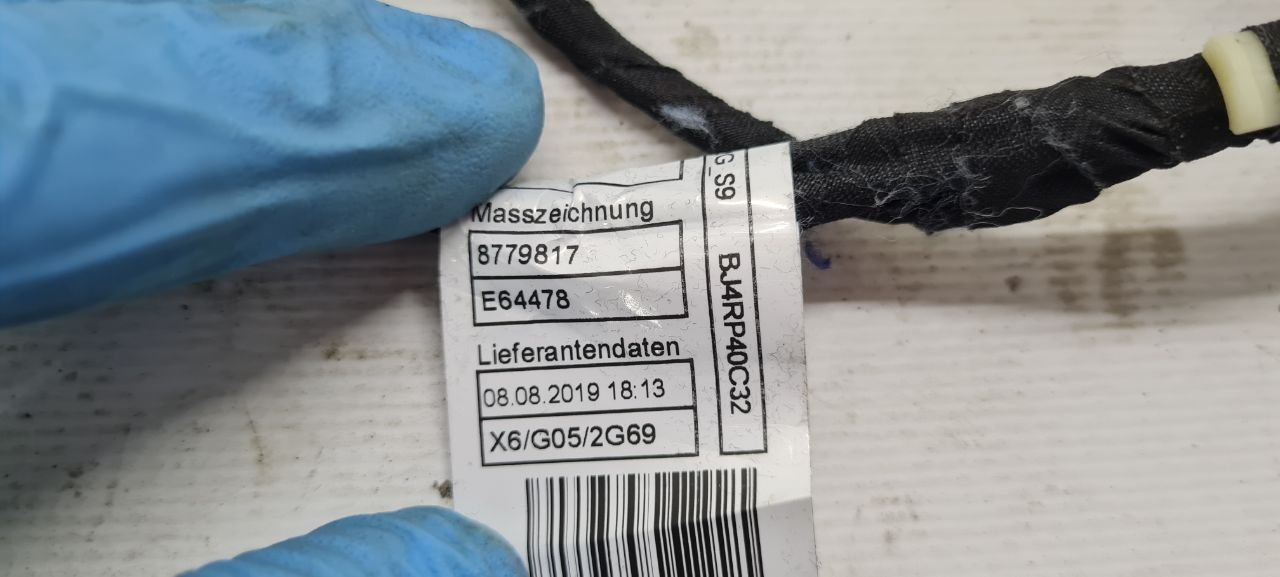 Masszeichnung
8779817
E64478
Lieferantendaten
08.08.2019 18:13
X6/G05/2G69
G_S9
BJ4RP40C32